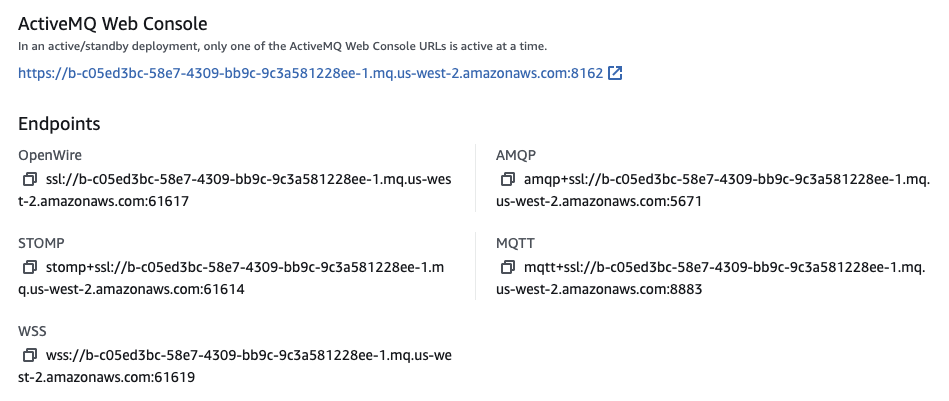 ActiveMQ Web Console
In an active/standby deployment, only one of the ActiveMQ Web Console URLs is active at a time.
https://b-c05ed3bc-58e7-4309-bb9c-9c3a581228ee-1.mq.us-west-2.amazonaws.com:8162
Endpoints
OpenWire
ssl://b-c05ed3bc-58e7-4309-bb9c-9c3a581228ee-1.mq.us-wes
t-2.amazonaws.com:61617
AMQP
amqp+ssl://b-c05ed3bc-58e7-4309-bb9c-9c3a581228ee-1.mq.
us-west-2.amazonaws.com:5671
STOMP
stomp+ssl://b-c05ed3bc-58e7-4309-bb9c-9c3a581228ee-1.m
q.us-west-2.amazonaws.com:61614
MQTT
mqtt+ssl://b-c05ed3bc-58e7-4309-bb9c-9c3a581228ee-1.mq.
us-west-2.amazonaws.com:8883
WSS
wss://b-c05ed3bc-58e7-4309-bb9c-9c3a581228ee-1.mq.us-we
st-2.amazonaws.com:61619